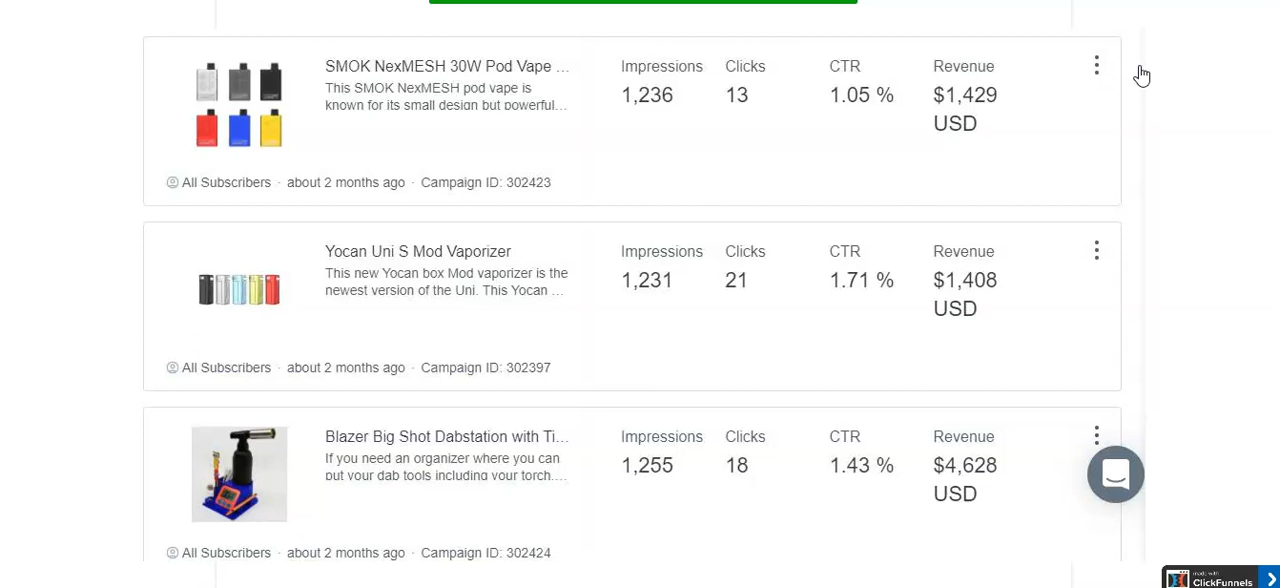 SMOK NexMESH 30W Pod Vape ...
This SMOK NexMESH pod vape is
known for its small design but powerful...
Impressions Clicks CTR Revenue
1,236 13 1.05 % $1,429
USD
All Subscribers · about 2 months ago · Campaign ID: 302423
Yocan Uni S Mod Vaporizer
This new Yocan box Mod vaporizer is the
newest version of the Uni. This Yocan ...
Impressions Clicks CTR Revenue
1,231 21 1.71 % $1,408
USD
All Subscribers · about 2 months ago · Campaign ID: 302397
Blazer Big Shot Dabstation with Ti...
If you need an organizer where you can
put your dab tools including your torch....
Impressions Clicks CTR Revenue
1,255 18 1.43 % $4,628
USD
All Subscribers · about 2 months ago · Campaign ID: 302424
made with
ClickFunnels